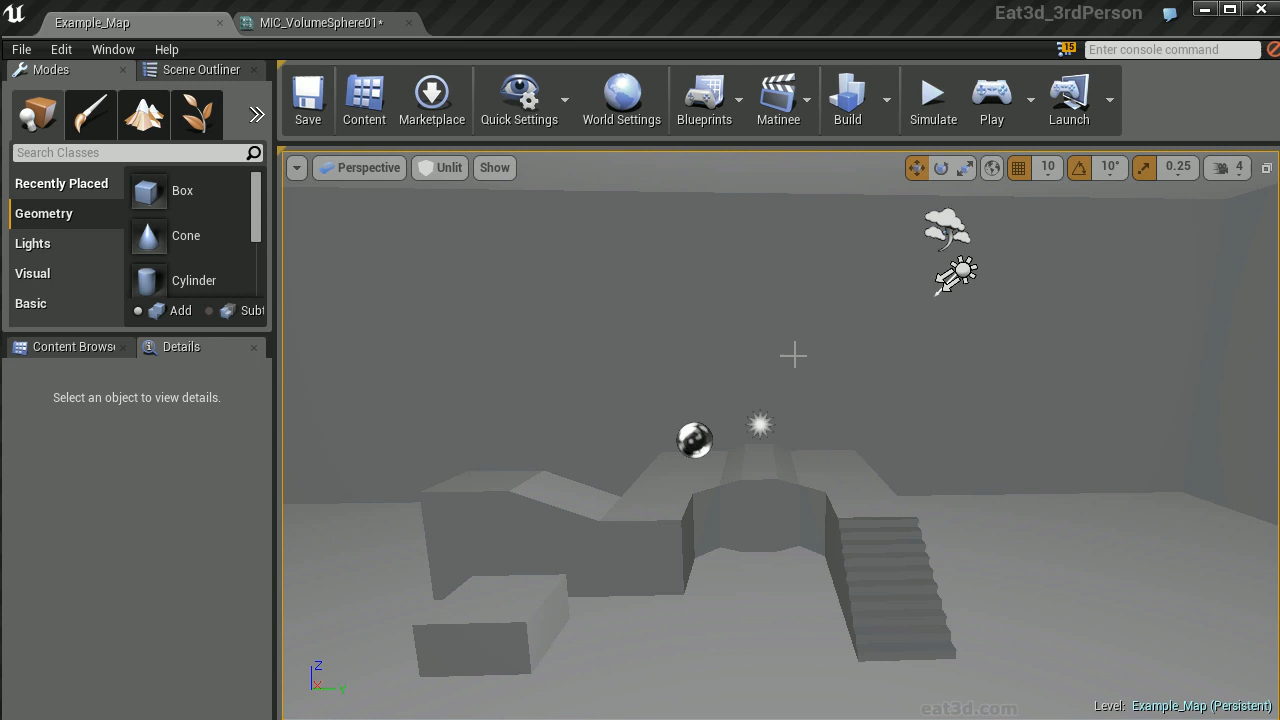 Example_Map
MIC_VolumeSphere01*
Eat3d_3rdPerson
File Edit Window Help
15
Enter console command
Modes
Scene Outliner
Save
Content
Marketplace
Quick Settings
World Settings
Blueprints
Matinee
Build
Simulate
Play
Launch
Search Classes
Perspective
Unlit
Show
10
10°
0.25
4
Recently Placed
Geometry
Lights
Visual
Basic
Box
Cone
Cylinder
Add
Subt
Content Brows
Details
Select an object to view details.
Z
X
Y
eat3d.com
Level: Example_Map (Persistent)